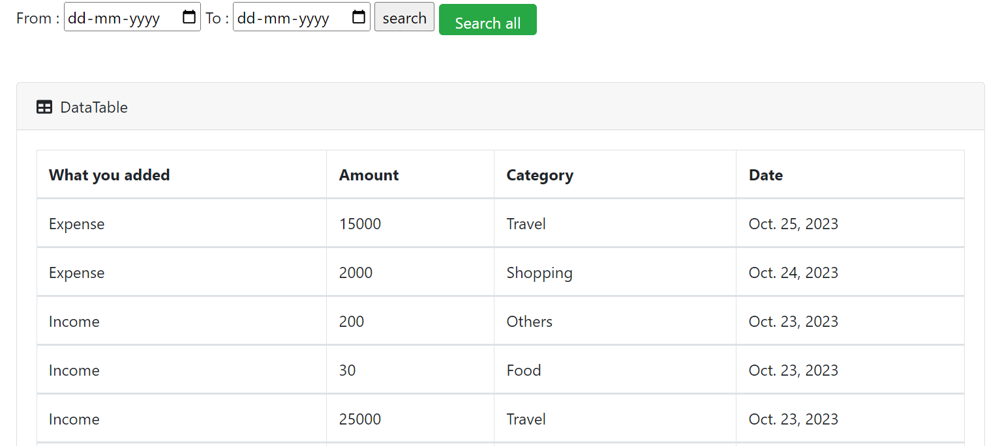 From : dd-mm-yyyy To : dd-mm-yyyy search Search all
DataTable
What you added Amount Category Date
Expense 15000 Travel Oct. 25, 2023
Expense 2000 Shopping Oct. 24, 2023
Income 200 Others Oct. 23, 2023
Income 30 Food Oct. 23, 2023
Income 25000 Travel Oct. 23, 2023